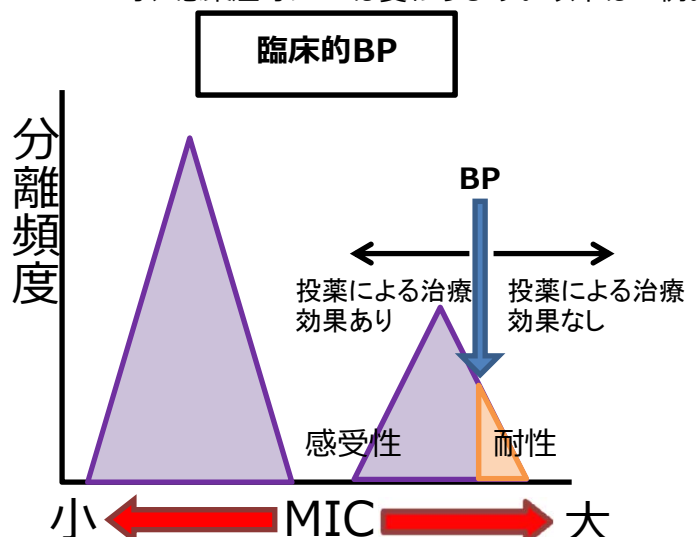 臨床的BP
分離頻度
BP
投薬による治療
効果あり
投薬による治療
効果なし
感受性
耐性
小
MIC
大